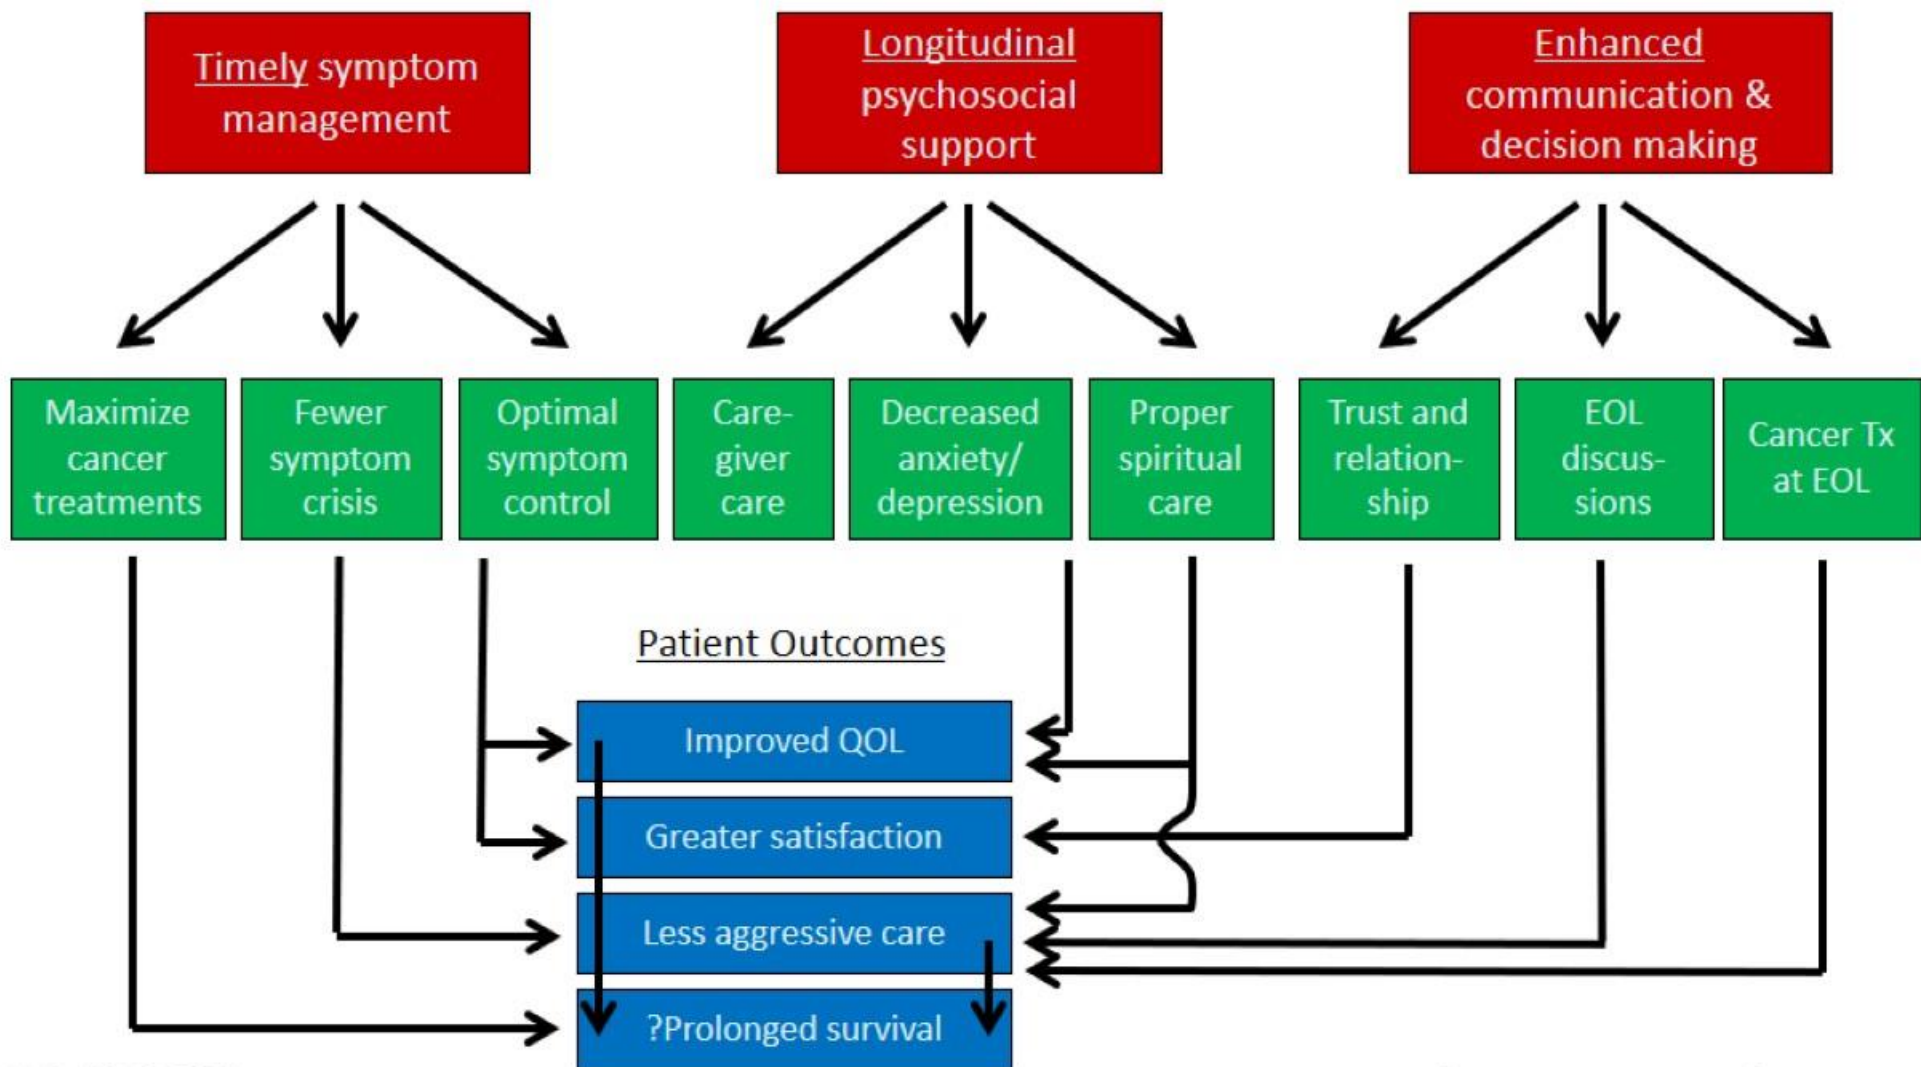 Timely symptom
management
Longitudinal
psychosocial
support
Enhanced
communication &
decision making
Maximize
cancer
treatments
Fewer
symptom
crisis
Optimal
symptom
control
Care-
giver
care
Decreased
anxiety/
depression
Proper
spiritual
care
Trust and
relation-
ship
EOL
discus-
sions
Cancer Tx
at EOL
Patient Outcomes
Improved QOL
Greater satisfaction
Less aggressive care
?Prolonged survival